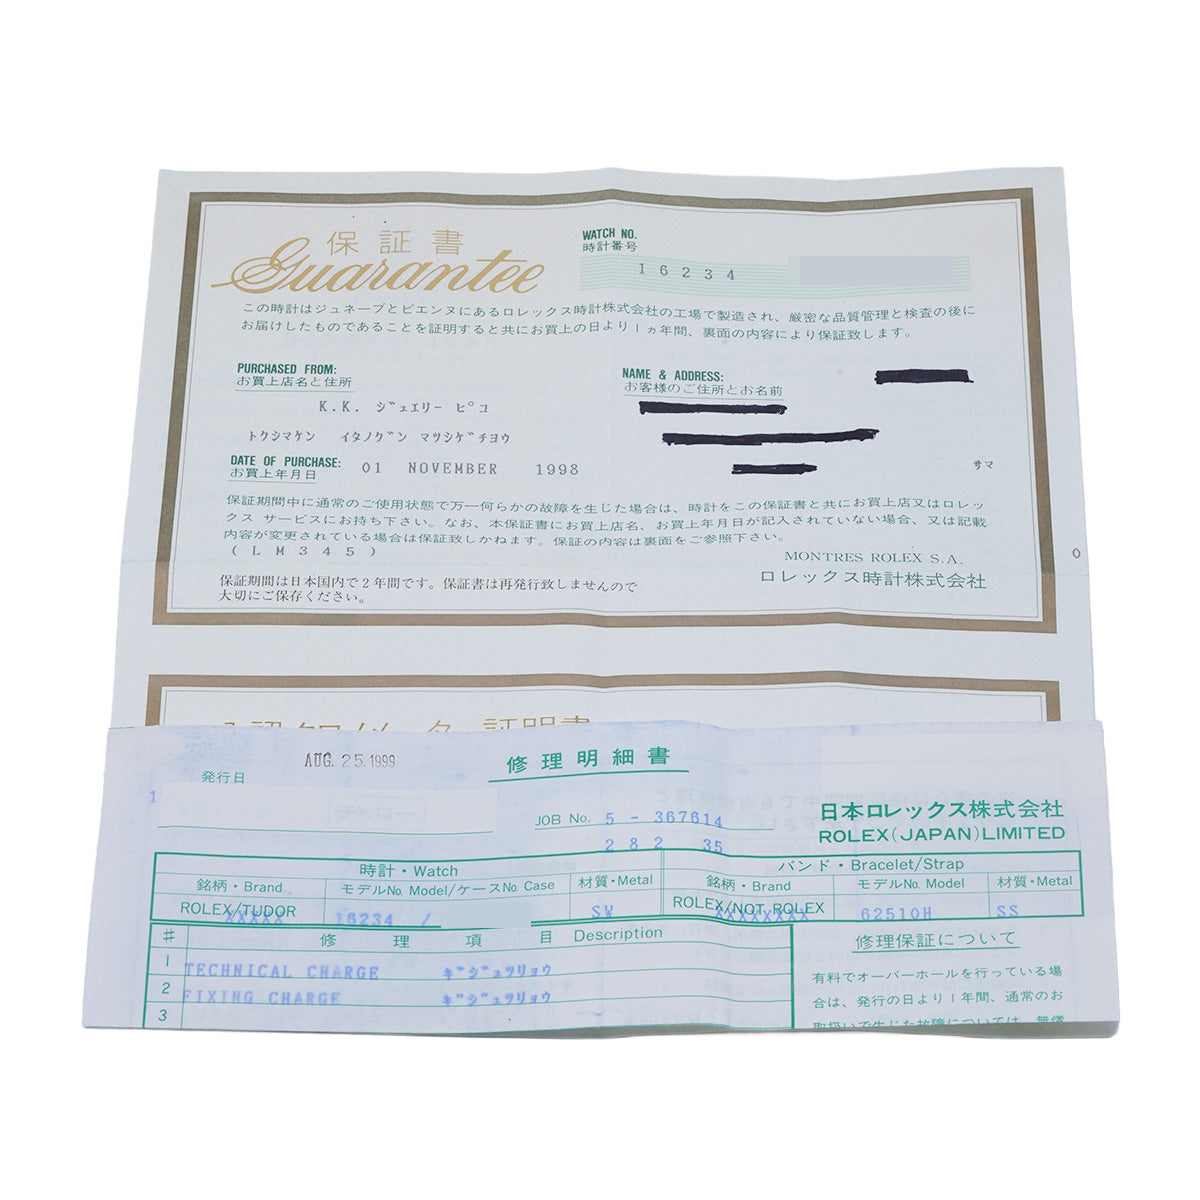 保証書
Guarantee
WATCH NO.
時計番号
16234
この時計はジュネーブとビエンヌにあるロレックス時計株式会社の工場で製造され、厳密な品質管理と検査の後に
お届けしたものであることを証明すると共にお買上の日より1ヵ年間、裏面の内容により保証致します。
PURCHASED FROM:
お買上店名と住所
K.K. ジュエリー ピコ
トクシマケン イタノグン マツシゲチヨウ
NAME & ADDRESS:
お客様のご住所とお名前
サマ
DATE OF PURCHASE:
お買上年月日
01 NOVEMBER 1998
保証期間中に通常のご使用状態で万一何らかの故障を生じた場合は、時計をこの保証書と共にお買上店又はロレッ
クス サービスにお持ち下さい。なお、本保証書にお買上店名、お買上年月日が記入されていない場合、又は記載
内容が変更されている場合は保証致しかねます。保証の内容は裏面をご参照下さい。
(LM345)
MONTRES ROLEX S.A.
ロレックス時計株式会社
保証期間は日本国内で2年間です。保証書は再発行致しませんので
大切にご保存ください。
0
AUG. 25.1999
発行日
修理明細書
1
JOB No. 5 - 367614
282 35
日本ロレックス株式会社
ROLEX(JAPAN)LIMITED
時計・Watch
バンド・Bracelet/Strap
銘柄・Brand モデルNo. Model/ケースNo. Case 材質・Metal 銘柄・Brand モデルNo. Model 材質・Metal
ROLEX/TUDOR 16234 / SW ROLEX/NOT ROLEX 62510H SS
# 修理項目 Description
1 TECHNICAL CHARGE ギジュツリョウ
2 FIXING CHARGE ギジュツリョウ
3
修理保証について
有料でオーバーホールを行っている場
合は、発行の日より1年間、通常のお
取扱いで生じた故障については、無償